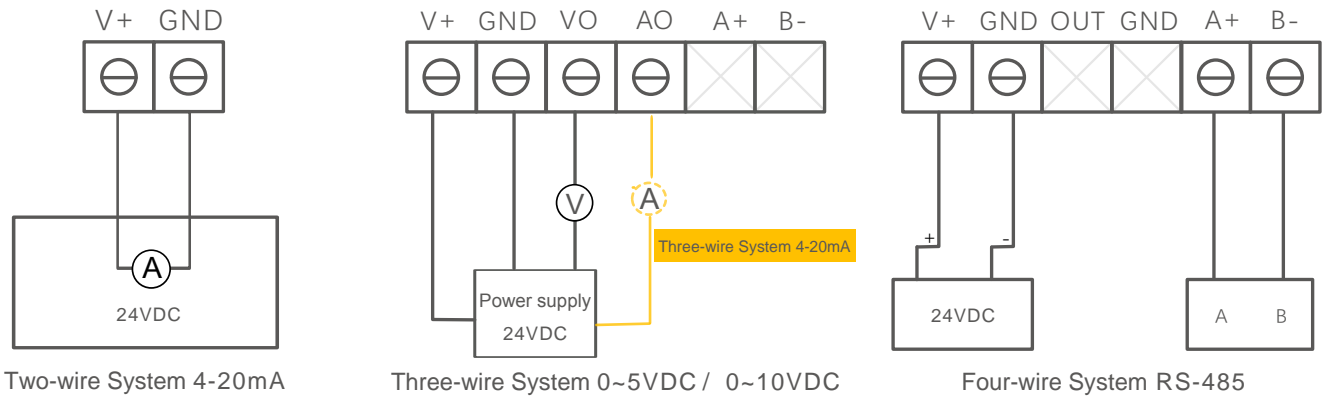 V+ GND
V+ GND VO AO A+ B-
V+ GND OUT GND A+ B-
A
24VDC
V
A
Three-wire System 4-20mA
Power supply
24VDC
+ -
24VDC
A B
Two-wire System 4-20mA
Three-wire System 0~5VDC / 0~10VDC
Four-wire System RS-485